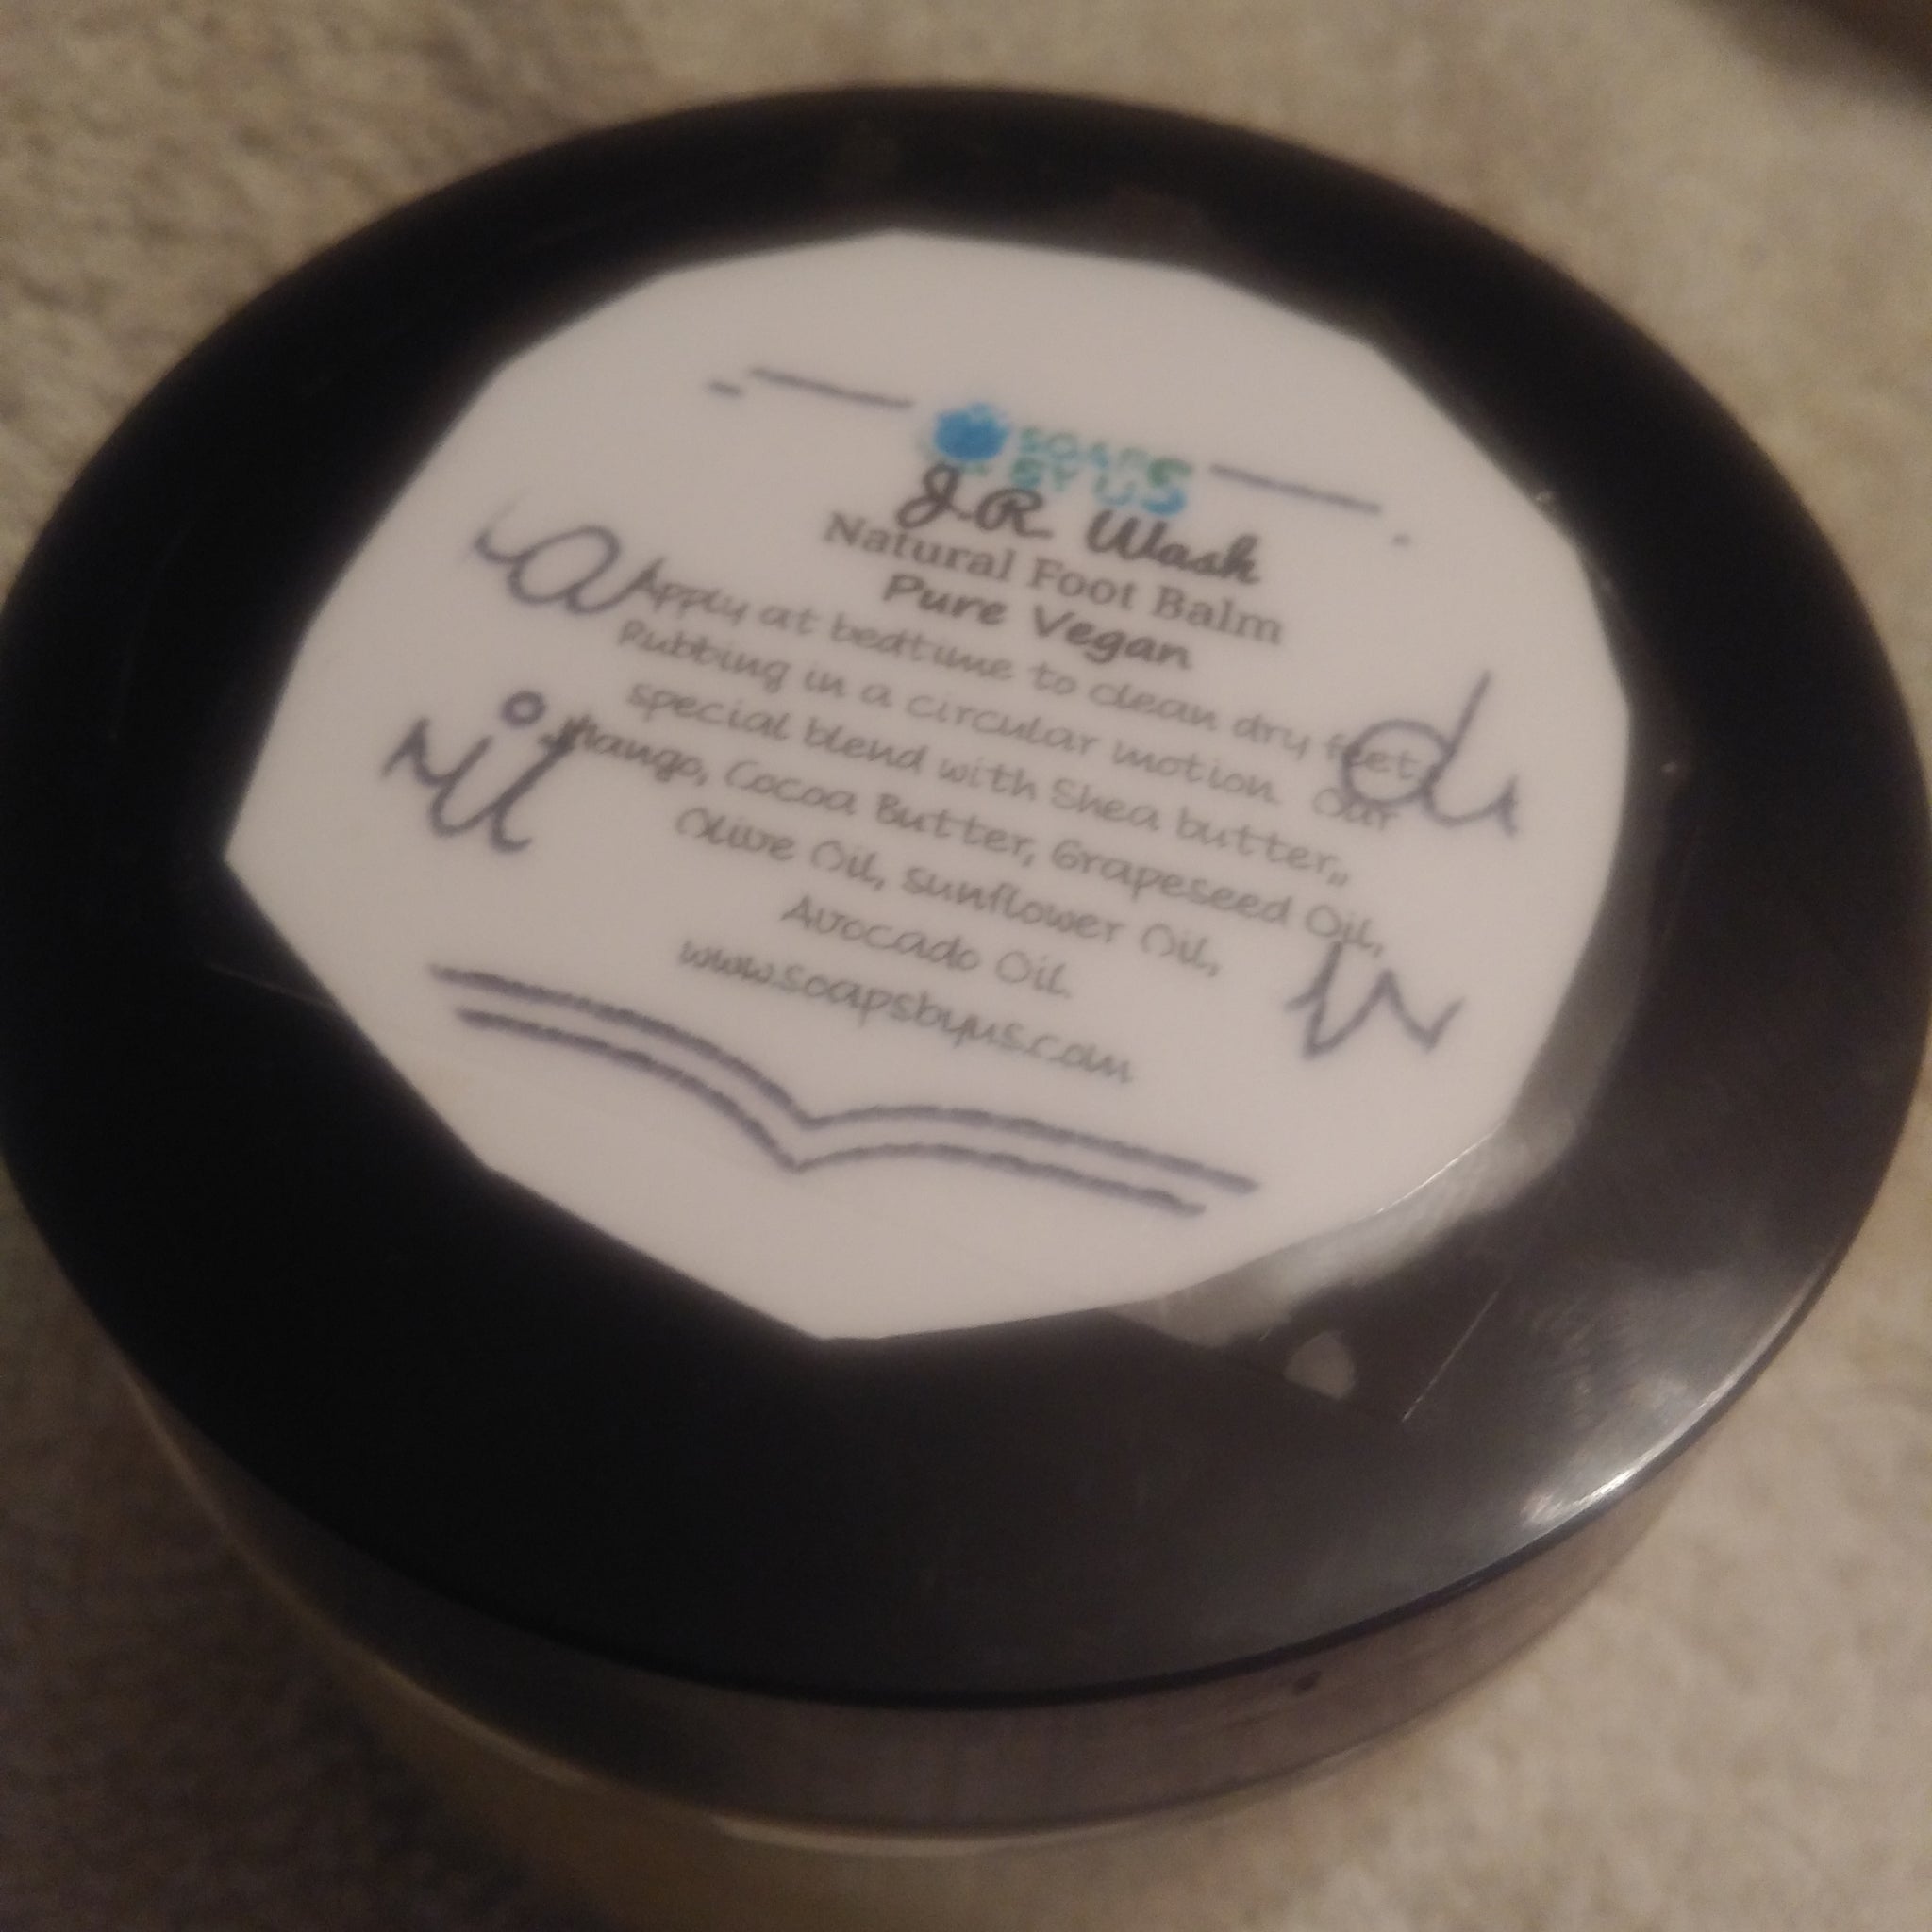 SOAPS
BY US
J.R. Wash
Natural Foot Balm
Pure Vegan
Apply at bedtime to clean dry feet,
Rubbing in a circular motion. Our
special blend with Shea butter,,
Mango, Cocoa Butter, Grapeseed Oil,
Olive Oil, sunflower Oil,
Avocado Oil.
www.soapsbyus.com